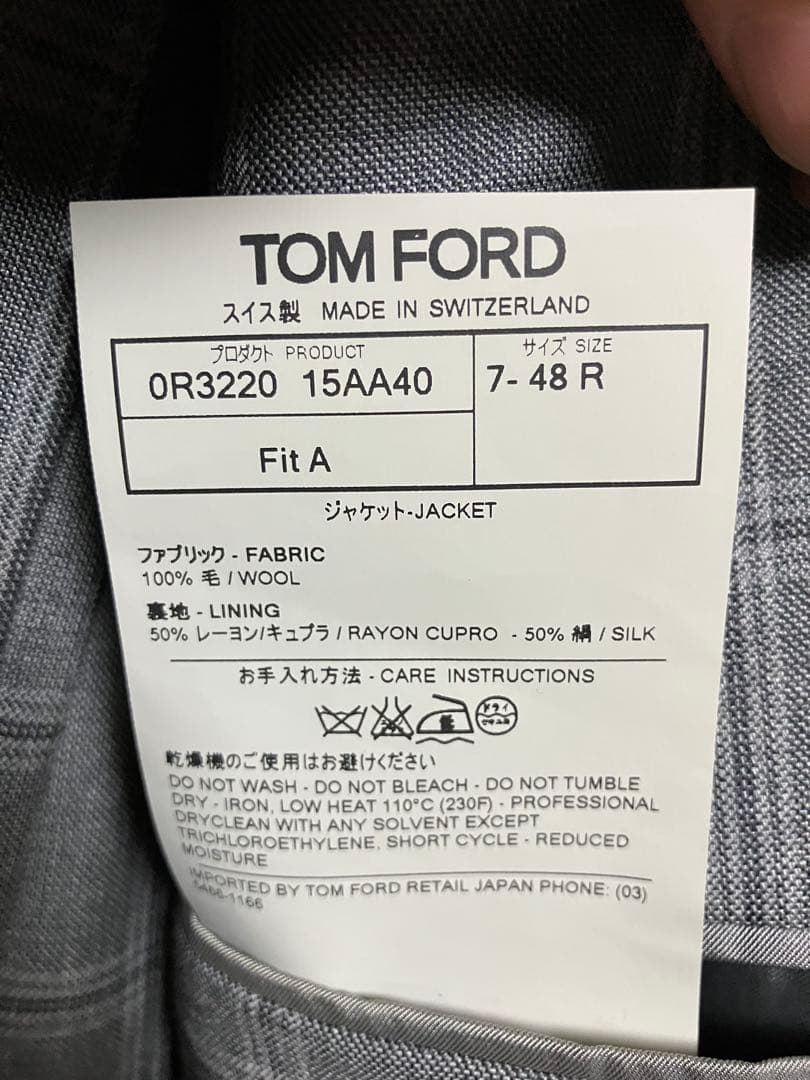 TOM FORD
スイス製 MADE IN SWITZERLAND
プロダクト PRODUCT
0R3220 15AA40
サイズ SIZE
7- 48 R
Fit A
ジャケット-JACKET
ファブリック - FABRIC
100% 毛 / WOOL
裏地 - LINING
50% レーヨン/キュプラ / RAYON CUPRO - 50% 絹 / SILK
お手入れ方法 - CARE INSTRUCTIONS
低
ドライ
セキユ系
乾燥機のご使用はお避けください
DO NOT WASH - DO NOT BLEACH - DO NOT TUMBLE
DRY - IRON, LOW HEAT 110°C (230F) - PROFESSIONAL
DRYCLEAN WITH ANY SOLVENT EXCEPT
TRICHLOROETHYLENE, SHORT CYCLE - REDUCED
MOISTURE
IMPORTED BY TOM FORD RETAIL JAPAN PHONE: (03)
5466-1166